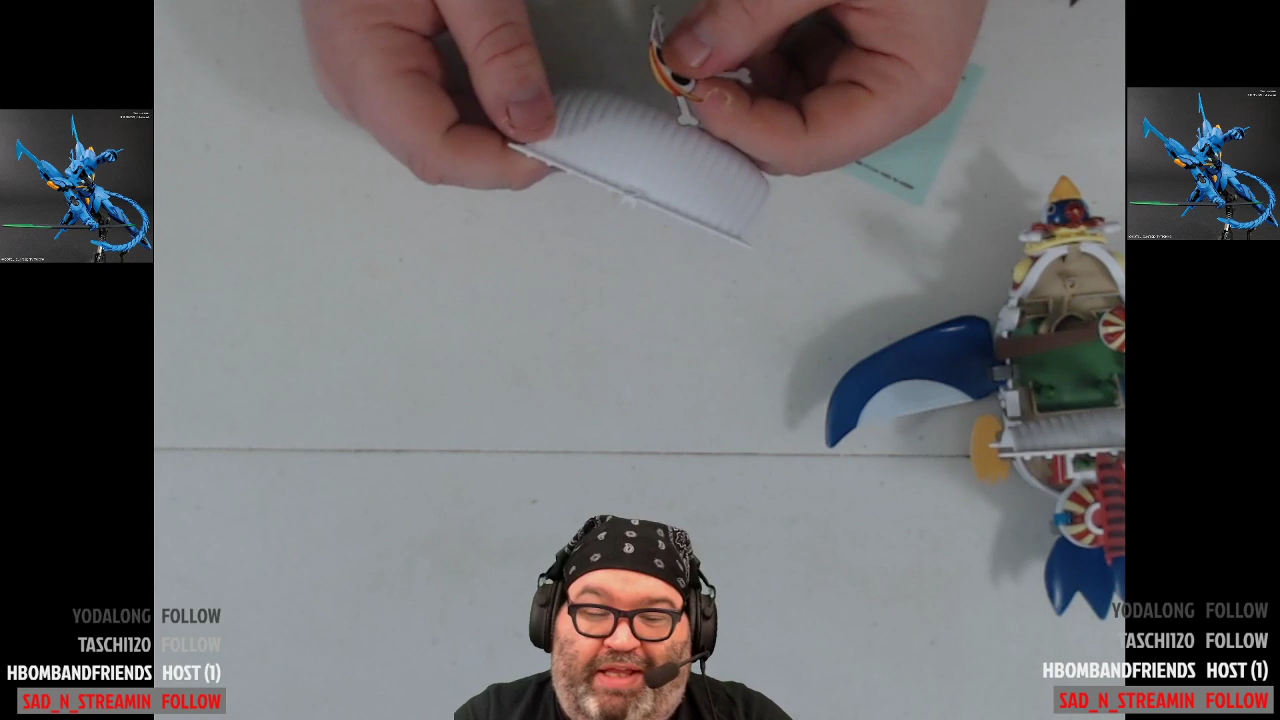 YODALONG FOLLOW
TASCHI120 FOLLOW
HBOMBANDFRIENDS HOST (1)
SAD_N_STREAMIN FOLLOW
YODALONG FOLLOW
TASCHI120 FOLLOW
HBOMBANDFRIENDS HOST (1)
SAD_N_STREAMIN FOLLOW